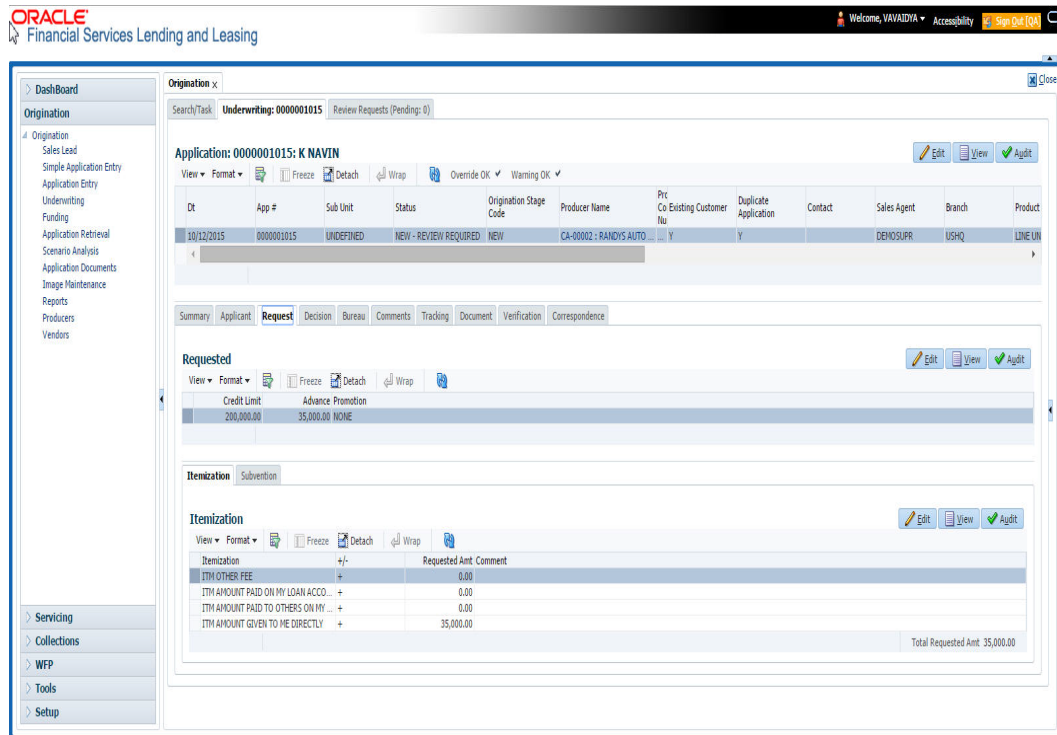 ORACLE
Financial Services Lending and Leasing
Welcome, VAVAIDYA Accessibility Sign Out [QA]
Close
DashBoard
Origination
Origination
Sales Lead
Simple Application Entry
Application Entry
Underwriting
Funding
Application Retrieval
Scenario Analysis
Application Documents
Image Maintenance
Reports
Producers
Vendors
Servicing
Collections
WFP
Tools
Setup
Origination x
Search/Task Underwriting: 0000001015 Review Requests (Pending: 0)
Application: 0000001015: K NAVIN
Edit View Audit
View Format Freeze Detach Wrap Override OK ✔ Warning OK ✔
Dt App # Sub Unit Status Origination Stage Code Producer Name Prc Co Nu Existing Customer Duplicate Application Contact Sales Agent Branch Product
10/12/2015 0000001015 UNDEFINED NEW - REVIEW REQUIRED NEW CA-00002 : RANDYS AUTO ... ... Y Y DEMOSUPR USHQ LINE UN
Summary Applicant Request Decision Bureau Comments Tracking Document Verification Correspondence
Requested
Edit View Audit
View Format Freeze Detach Wrap
Credit Limit Advance Promotion
200,000.00 35,000.00 NONE
Itemization Subvention
Itemization
Edit View Audit
View Format Freeze Detach Wrap
Itemization +/- Requested Amt Comment
ITM OTHER FEE + 0.00
ITM AMOUNT PAID ON MY LOAN ACCO... + 0.00
ITM AMOUNT PAID TO OTHERS ON MY ... + 0.00
ITM AMOUNT GIVEN TO ME DIRECTLY + 35,000.00
Total Requested Amt 35,000.00